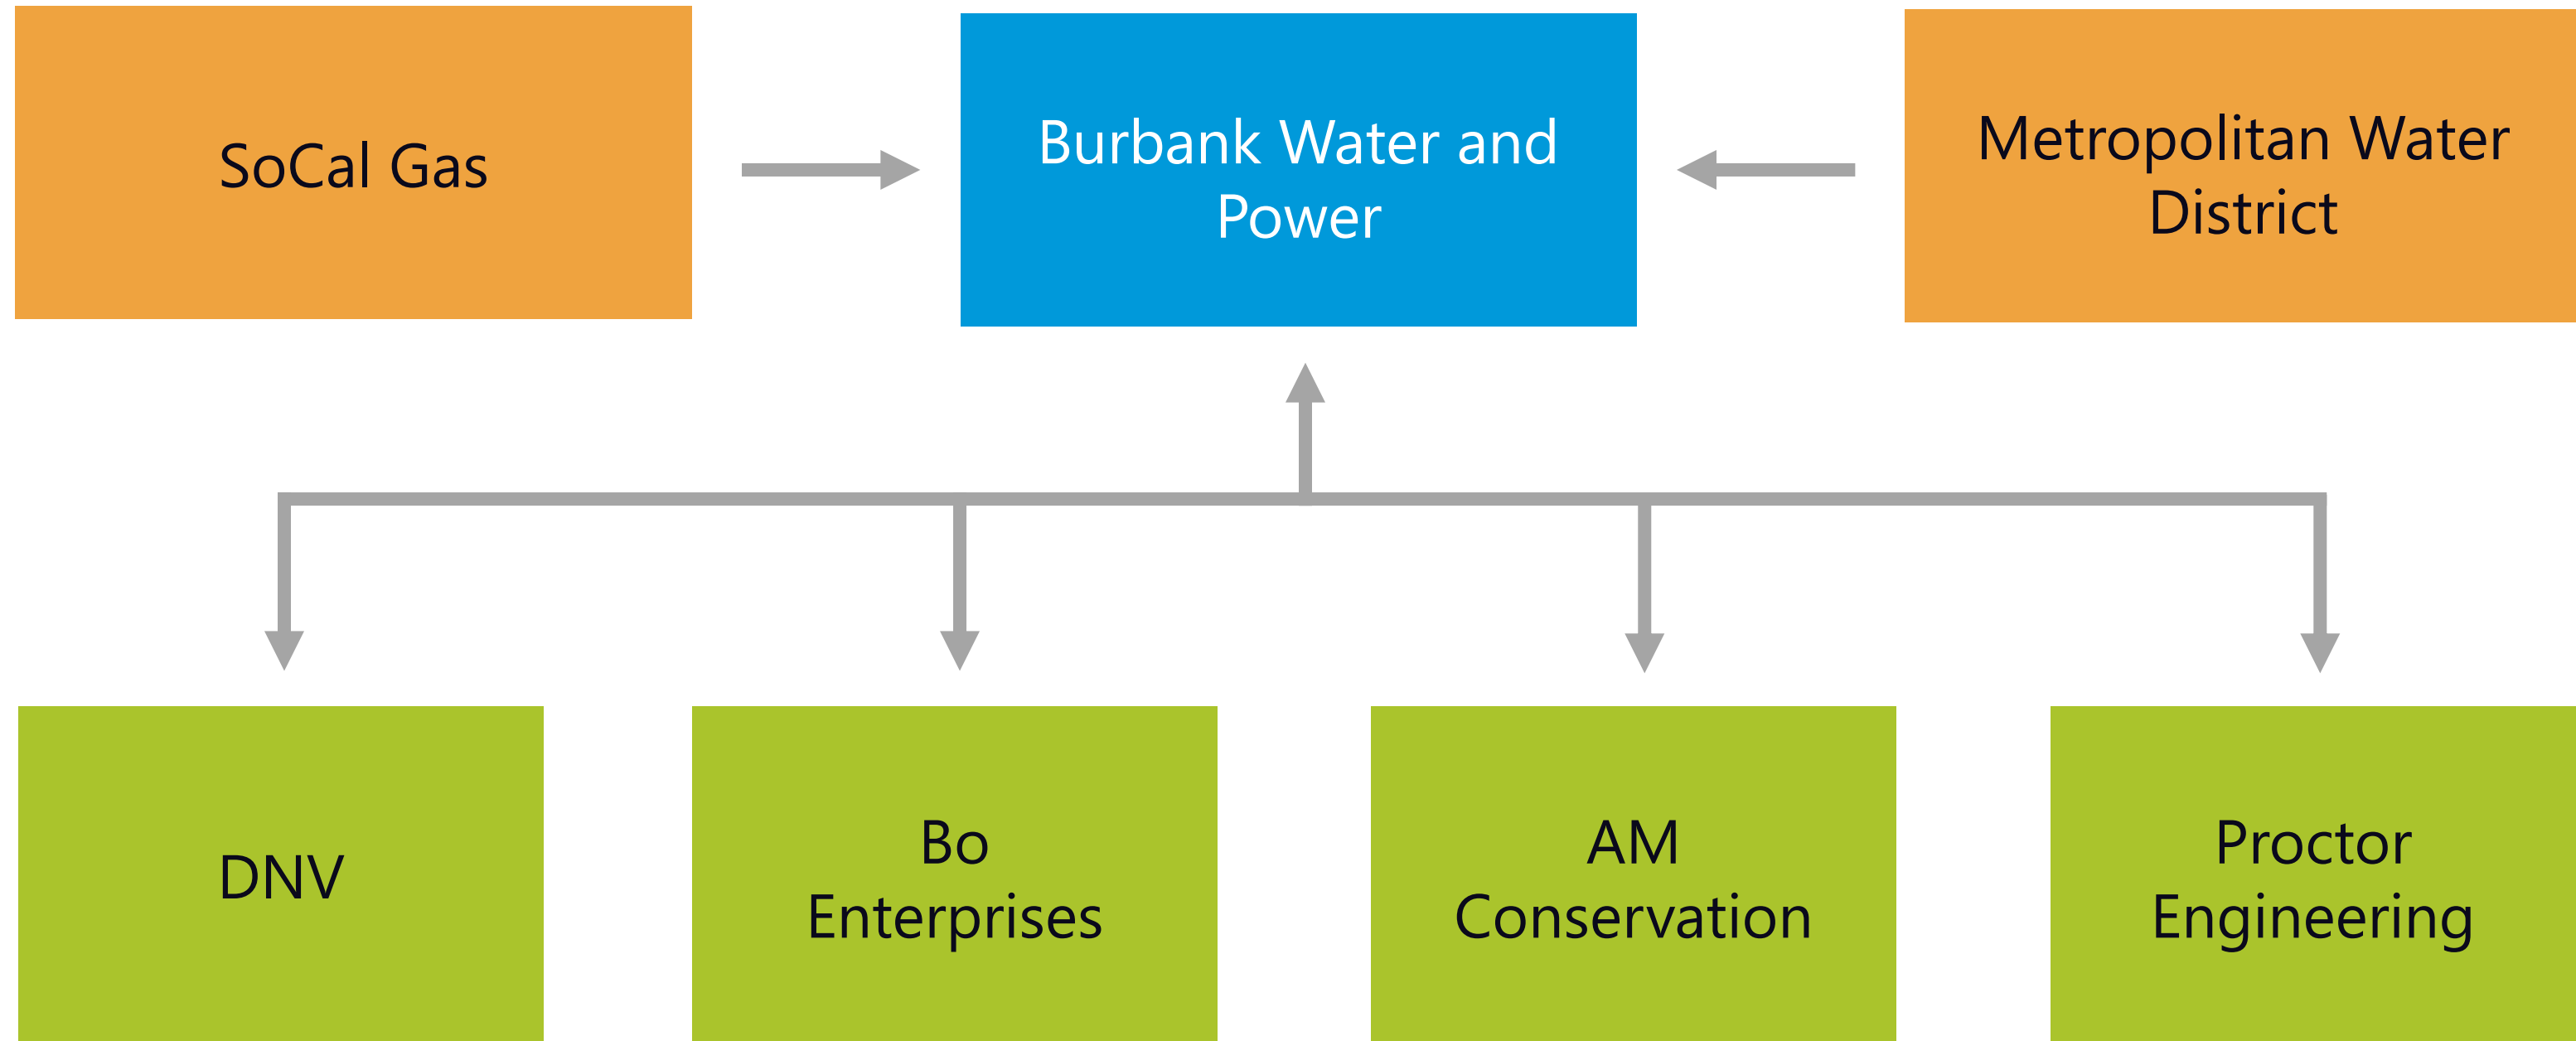 SoCal Gas
Burbank Water and
Power
Metropolitan Water
District
DNV
Bo
Enterprises
AM
Conservation
Proctor
Engineering